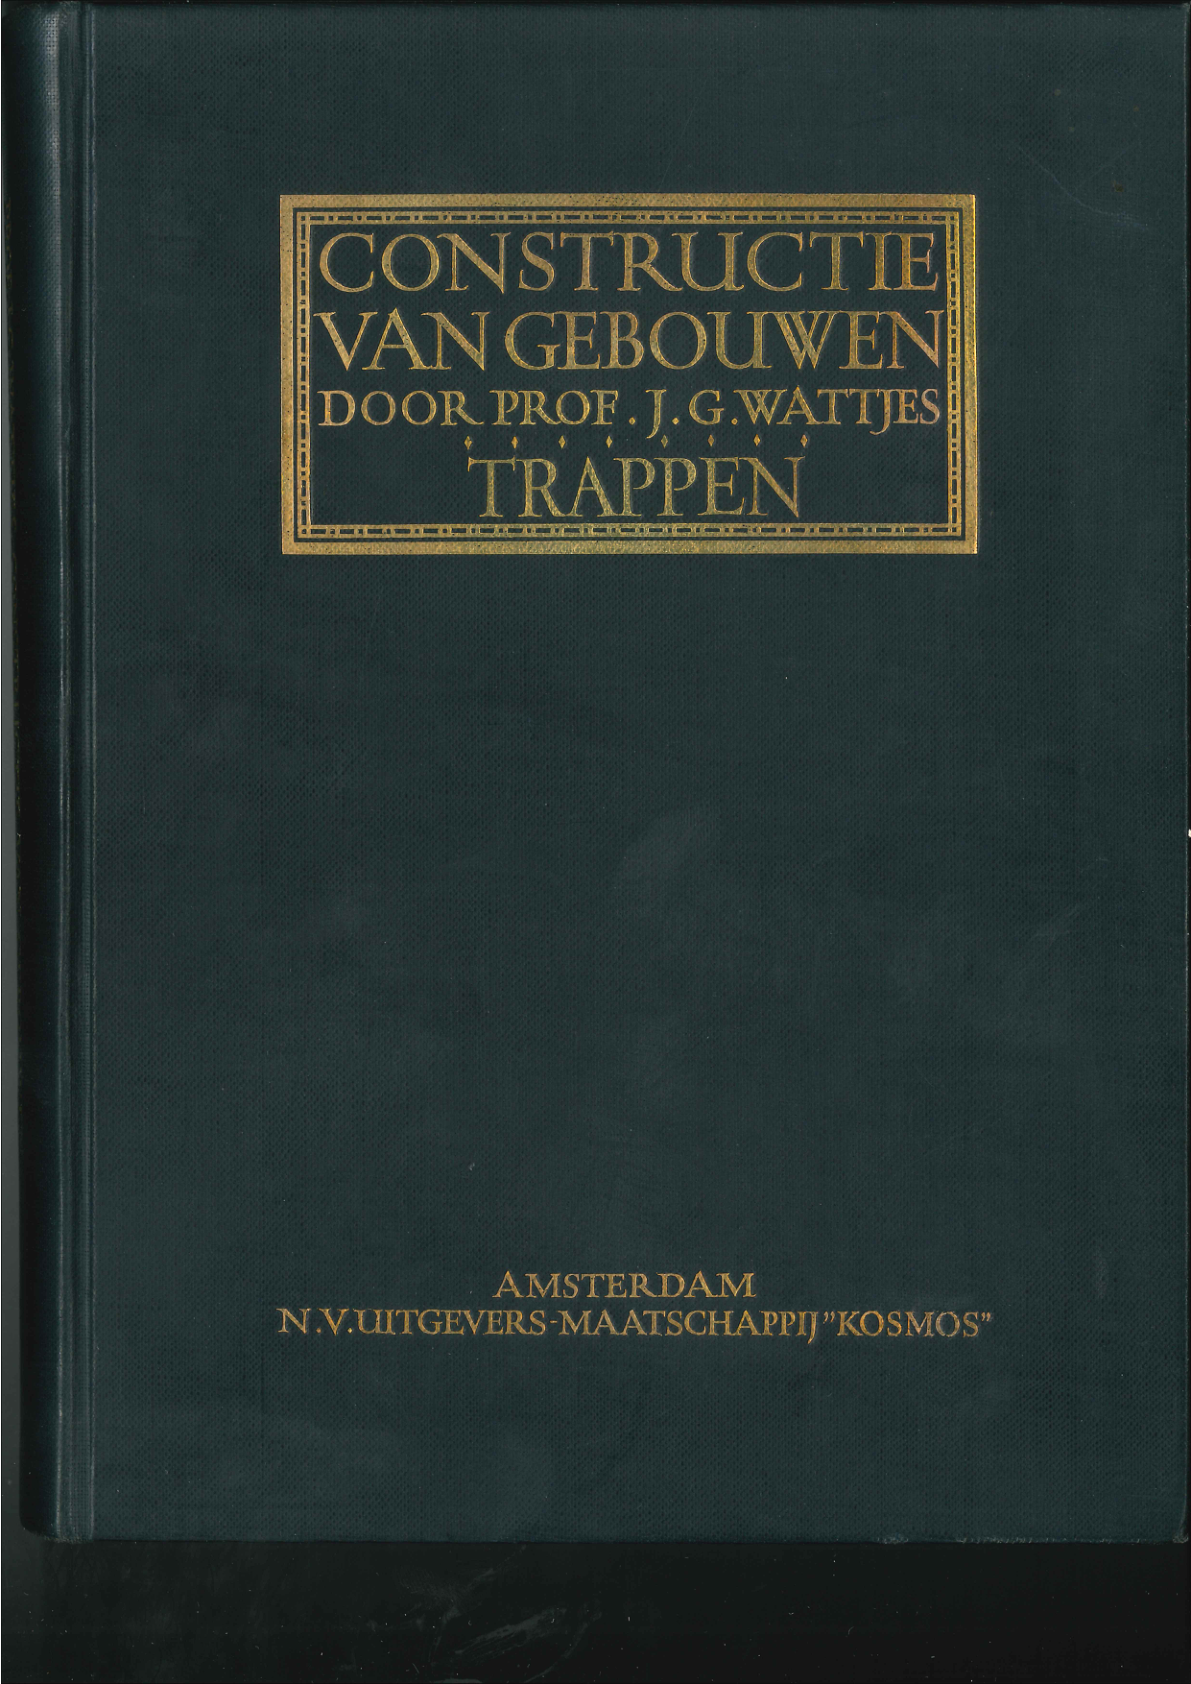 CONSTRUCTIE
VAN GEBOUWEN
DOOR PROF. J. G. WATTJES
TRAPPEN
AMSTERDAM
N.V. UITGEVERS-MAATSCHAPPIJ "KOSMOS"